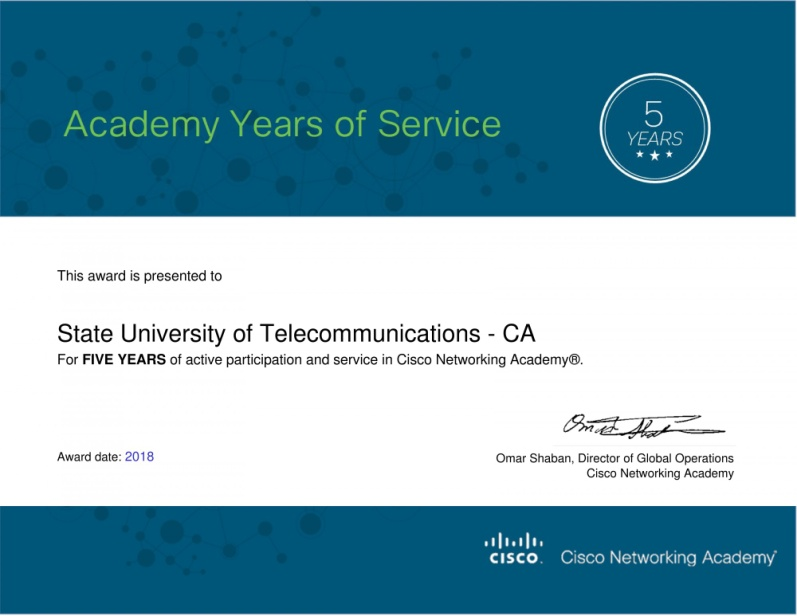 Academy Years of Service
5
YEARS
This award is presented to
State University of Telecommunications - CA
For FIVE YEARS of active participation and service in Cisco Networking Academy®.
Omar Shaban
Award date: 2018
Omar Shaban, Director of Global Operations
Cisco Networking Academy
CISCO. Cisco Networking Academy®